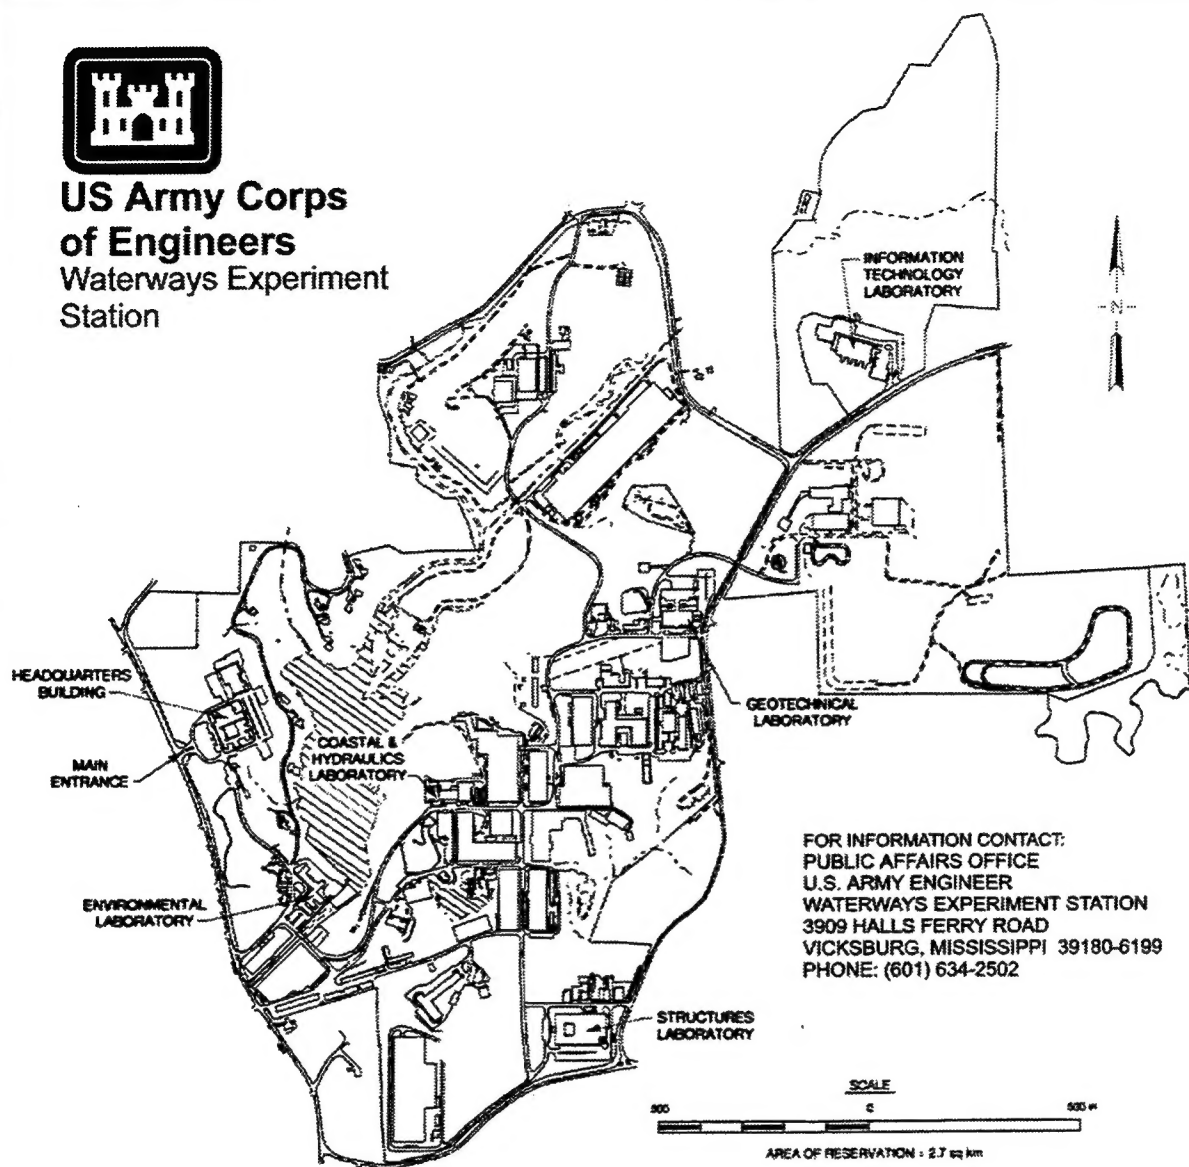 US Army Corps
of Engineers
Waterways Experiment
Station
INFORMATION
TECHNOLOGY
LABORATORY
N
HEADQUARTERS
BUILDING
MAIN
ENTRANCE
COASTAL &
HYDRAULICS
LABORATORY
GEOTECHNICAL
LABORATORY
ENVIRONMENTAL
LABORATORY
FOR INFORMATION CONTACT:
PUBLIC AFFAIRS OFFICE
U.S. ARMY ENGINEER
WATERWAYS EXPERIMENT STATION
3909 HALLS FERRY ROAD
VICKSBURG, MISSISSIPPI 39180-6199
PHONE: (601) 634-2502
STRUCTURES
LABORATORY
SCALE
500 0 500 m
AREA OF RESERVATION : 2.7 sq km